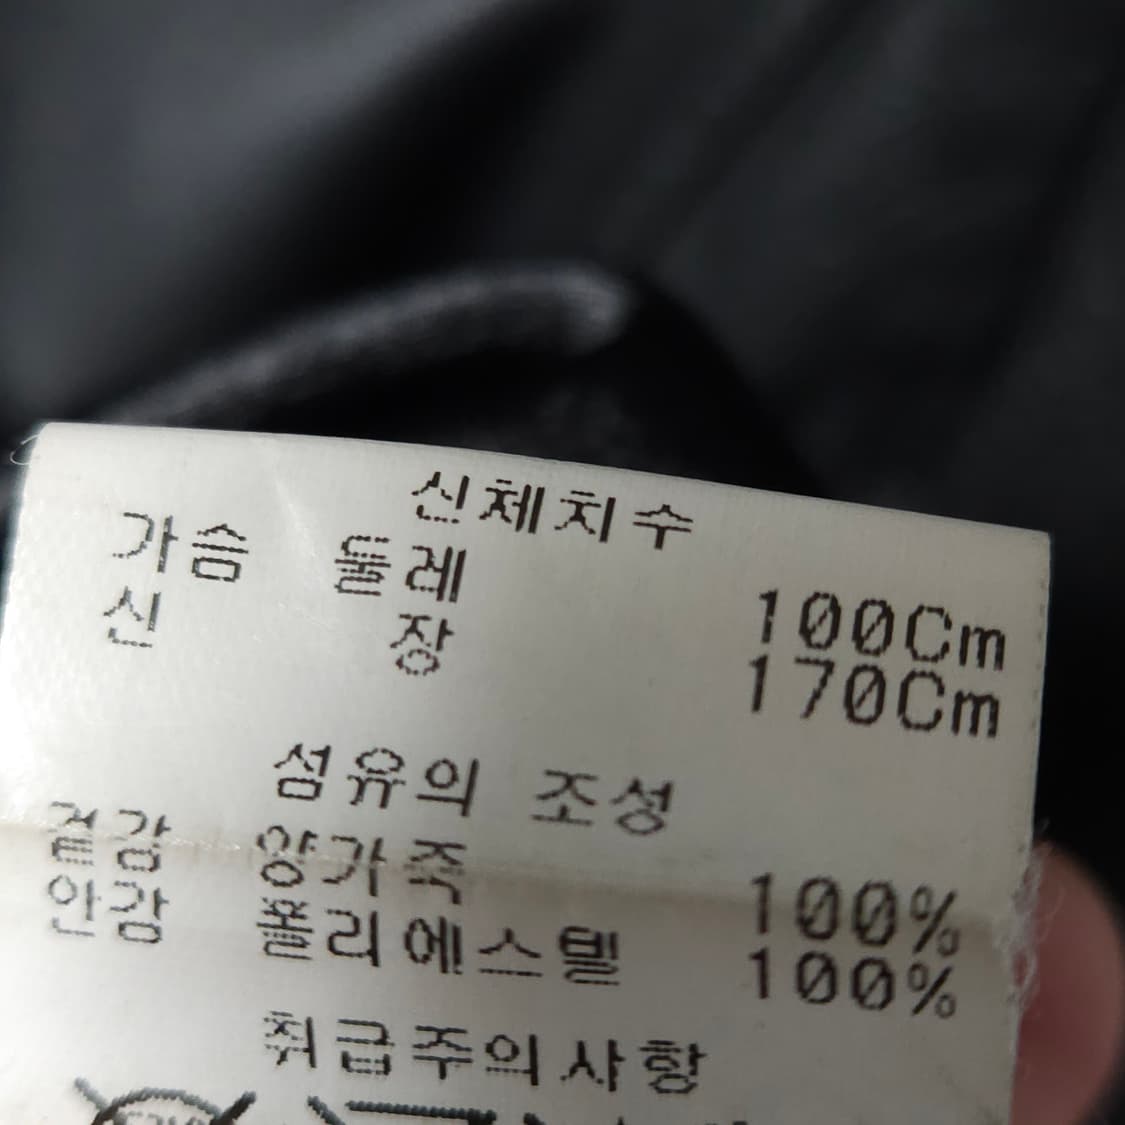 신체치수
가슴 둘레 100Cm
신 장 170Cm
섬유의 조성
겉감 양가죽 100%
안감 폴리에스텔 100%
취급주의사항